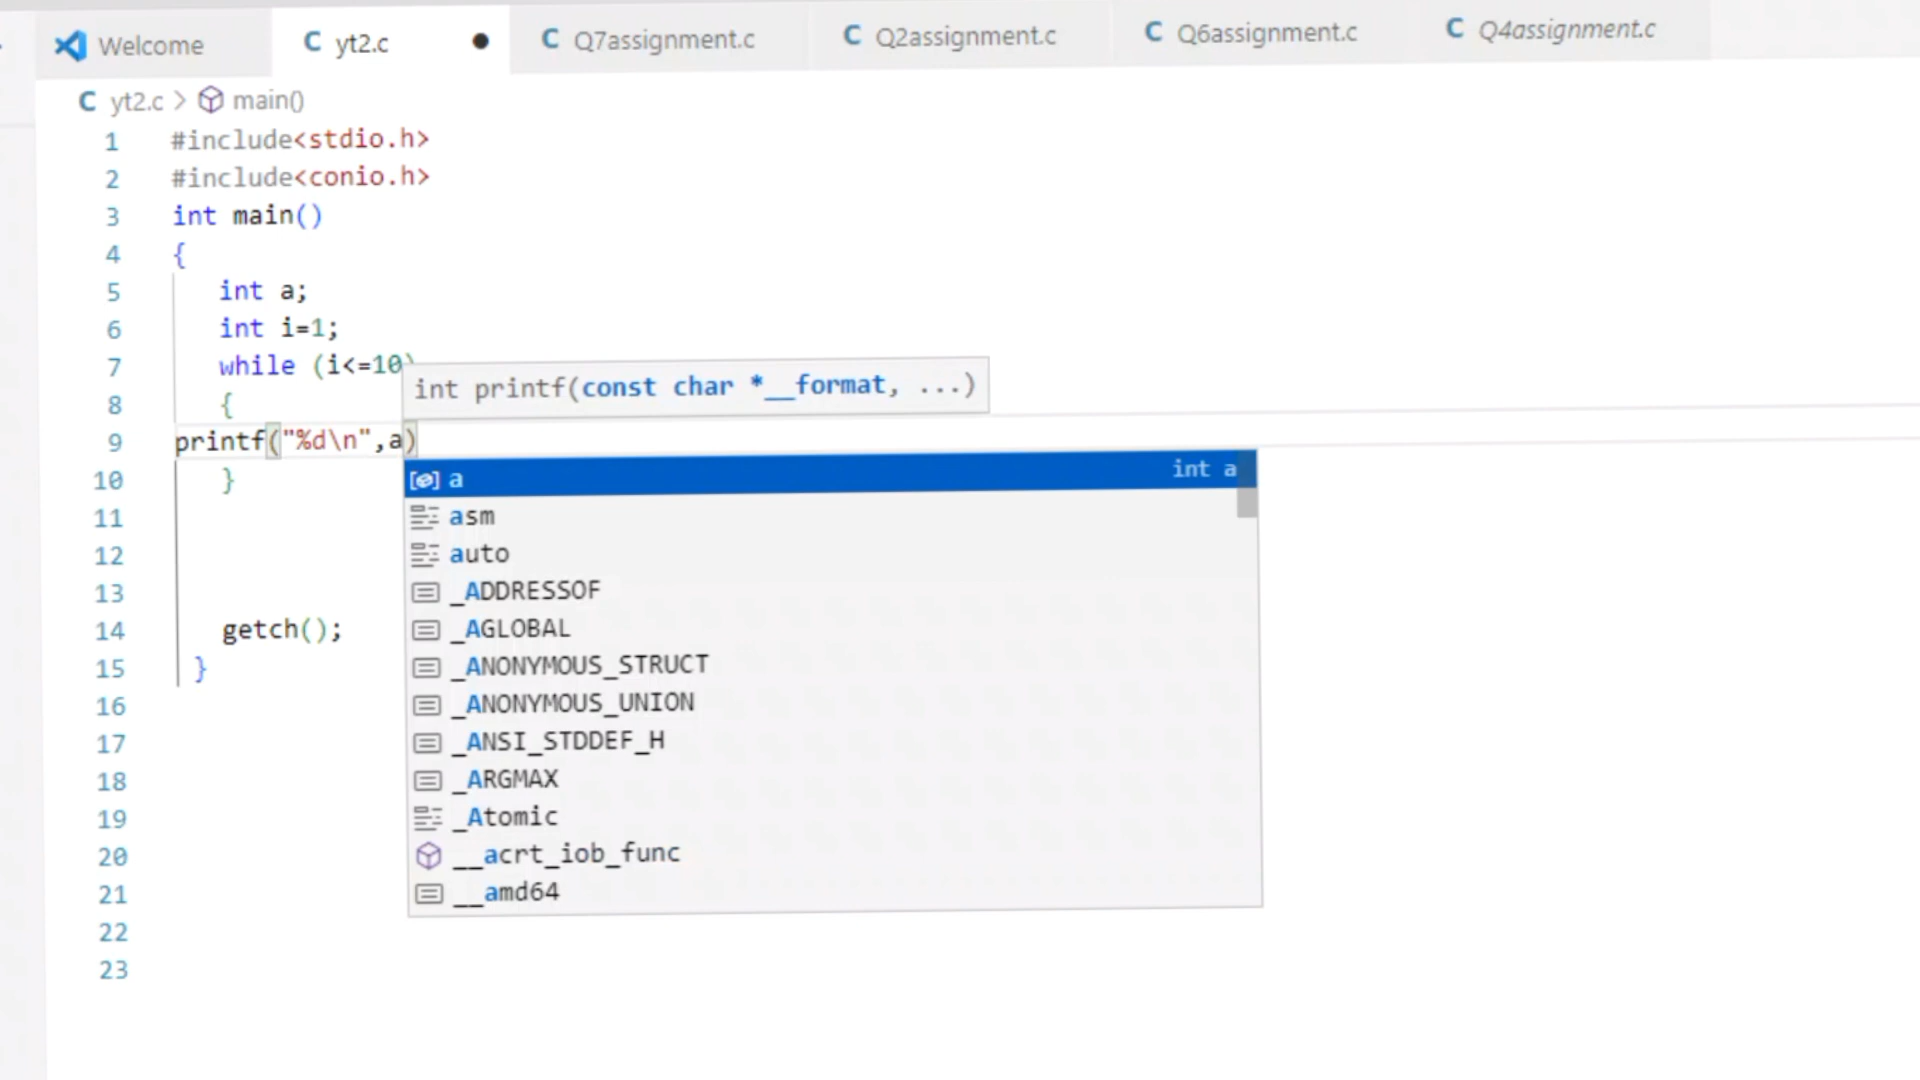 Welcome
C yt2.c
C Q7assignment.c
C Q2assignment.c
C Q6assignment.c
C Q4assignment.c
C yt2.c > main()
1 #include<stdio.h>
2 #include<conio.h>
3 int main()
4 {
5 int a;
6 int i=1;
7 while (i<=10)
int printf(const char *__format, ...)
8 {
9 printf("%d\n",a)
a int a
10 }
asm
11
auto
12
_ADDRESSOF
13
_AGLOBAL
14 getch();
_ANONYMOUS_STRUCT
15 }
_ANONYMOUS_UNION
16
_ANSI_STDDEF_H
17
_ARGMAX
18
_Atomic
19
__acrt_iob_func
20
__amd64
21
22
23